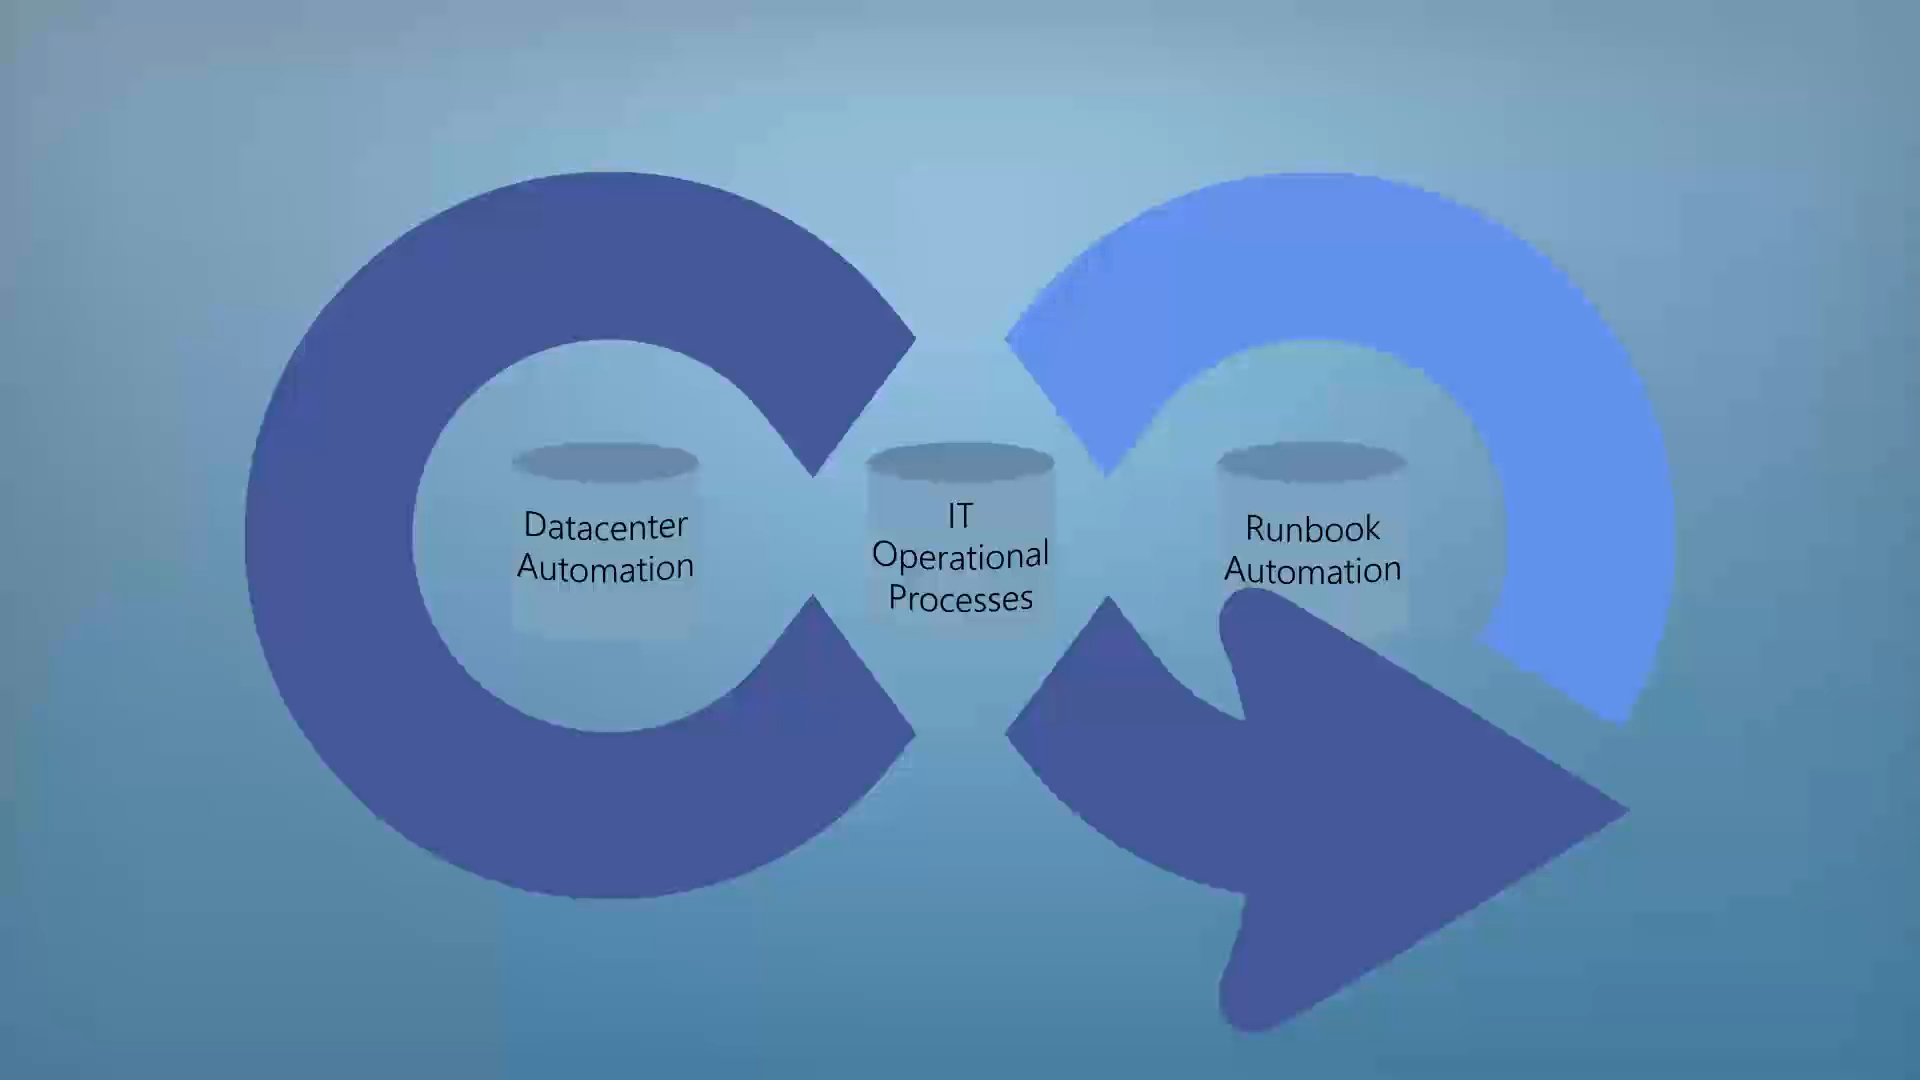 Datacenter
Automation
IT
Operational
Processes
Runbook
Automation